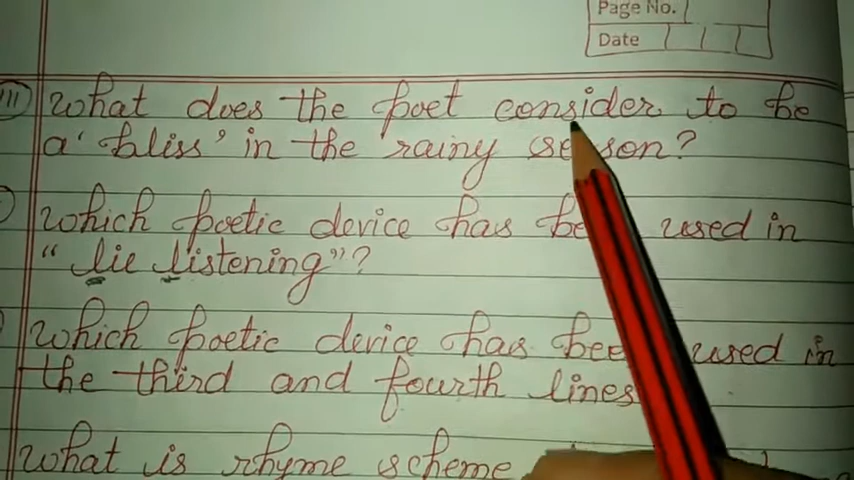 Page No.
Date
(iii) What does the poet consider to be
a 'bliss' in the rainy season?
Which poetic device has been used in
"lie listening"?
Which poetic device has been used in
the third and fourth lines
What is rhyme scheme